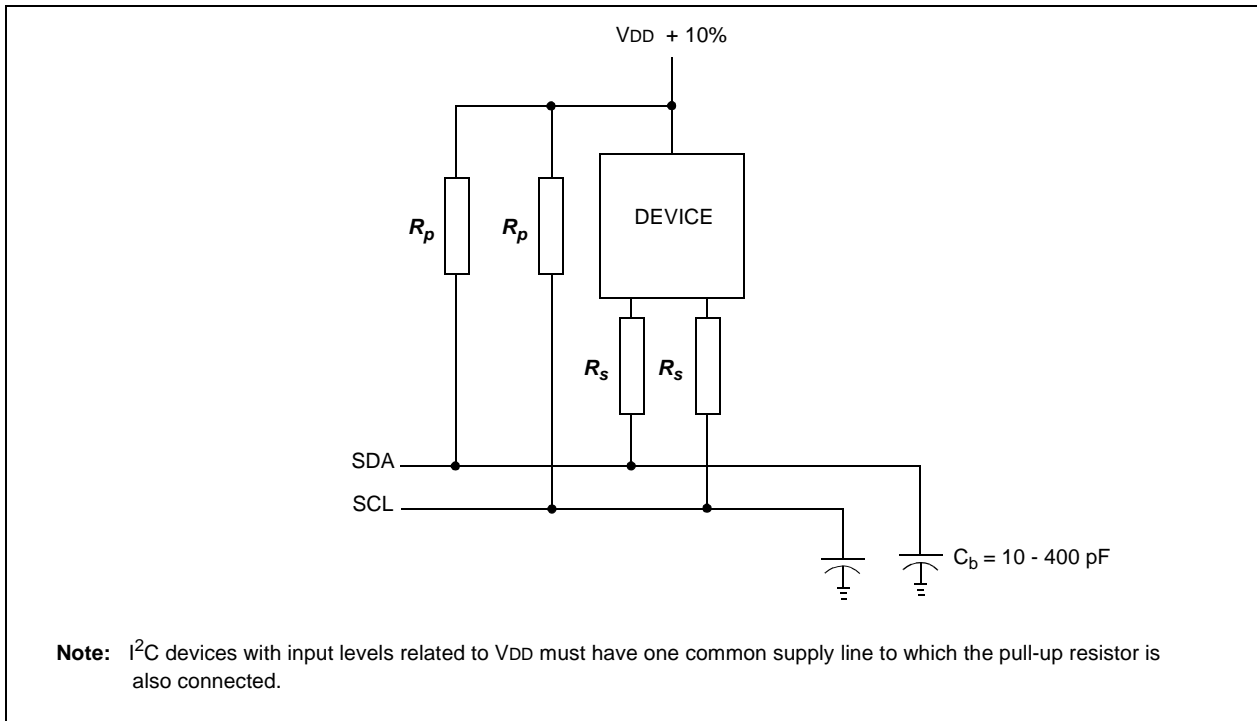 VDD + 10%
DEVICE
Rp Rp
Rs Rs
SDA
SCL
Cb = 10 - 400 pF
Note: I²C devices with input levels related to VDD must have one common supply line to which the pull-up resistor is
also connected.